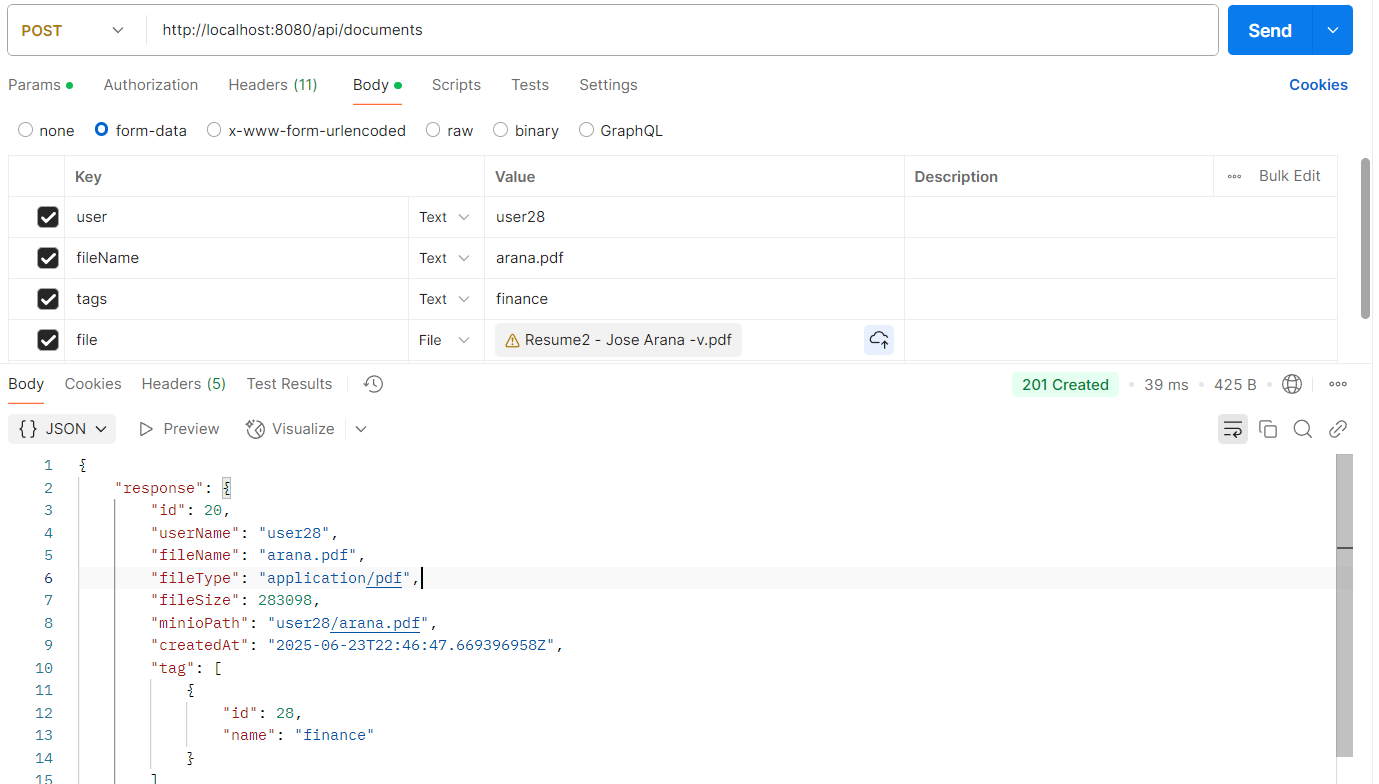 POST http://localhost:8080/api/documents Send
Params Authorization Headers (11) Body Scripts Tests Settings Cookies
none form-data x-www-form-urlencoded raw binary GraphQL
Key Value Description Bulk Edit
user Text user28
fileName Text arana.pdf
tags Text finance
file File Resume2 - Jose Arana -v.pdf
Body Cookies Headers (5) Test Results 201 Created 39 ms 425 B
{} JSON Preview Visualize
1 {
2 "response": {
3 "id": 20,
4 "userName": "user28",
5 "fileName": "arana.pdf",
6 "fileType": "application/pdf",
7 "fileSize": 283098,
8 "minioPath": "user28/arana.pdf",
9 "createdAt": "2025-06-23T22:46:47.669396958Z",
10 "tag": [
11 {
12 "id": 28,
13 "name": "finance"
14 }
15 ]